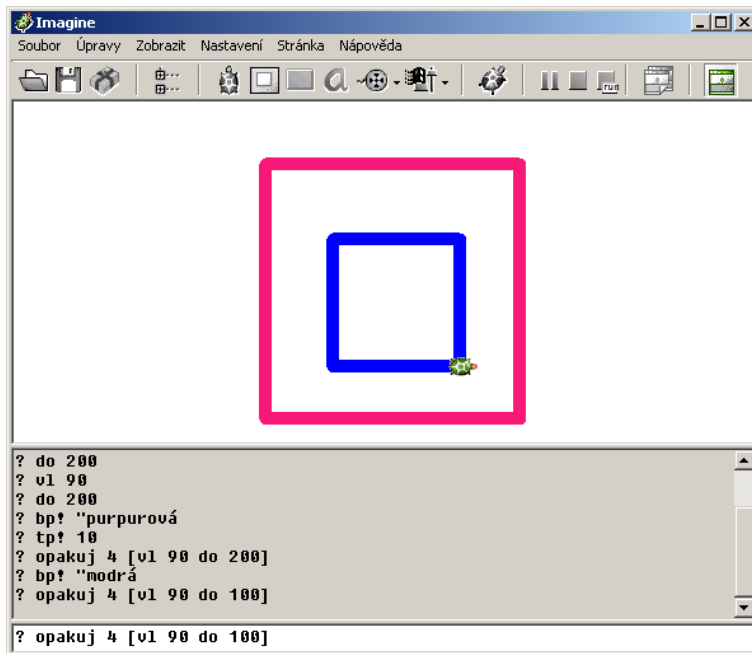 Imagine
Soubor Úpravy Zobrazit Nastavení Stránka Nápověda
run
? do 200
? vl 90
? do 200
? bp! "purpurová
? tp! 10
? opakuj 4 [vl 90 do 200]
? bp! "modrá
? opakuj 4 [vl 90 do 100]
? opakuj 4 [vl 90 do 100]